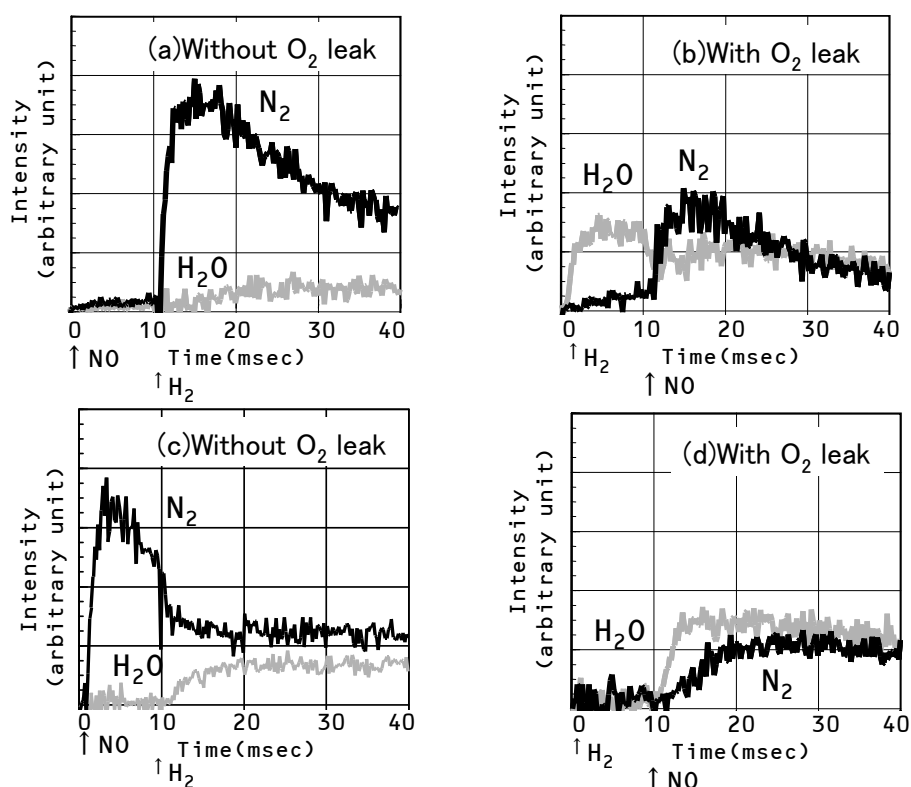 (a)Without O₂ leak
Intensity
(arbitrary unit)
N₂
H₂O
0 10 20 30 40
↑NO Time(msec)
↑H₂
(b)With O₂ leak
Intensity
(arbitrary unit)
H₂O
N₂
0 10 20 30 40
↑H₂ Time(msec)
↑NO
(c)Without O₂ leak
Intensity
(arbitrary unit)
N₂
H₂O
0 10 20 30 40
↑NO Time(msec)
↑H₂
(d)With O₂ leak
Intensity
(arbitrary unit)
H₂O
N₂
0 10 20 30 40
↑H₂ Time(msec)
↑NO